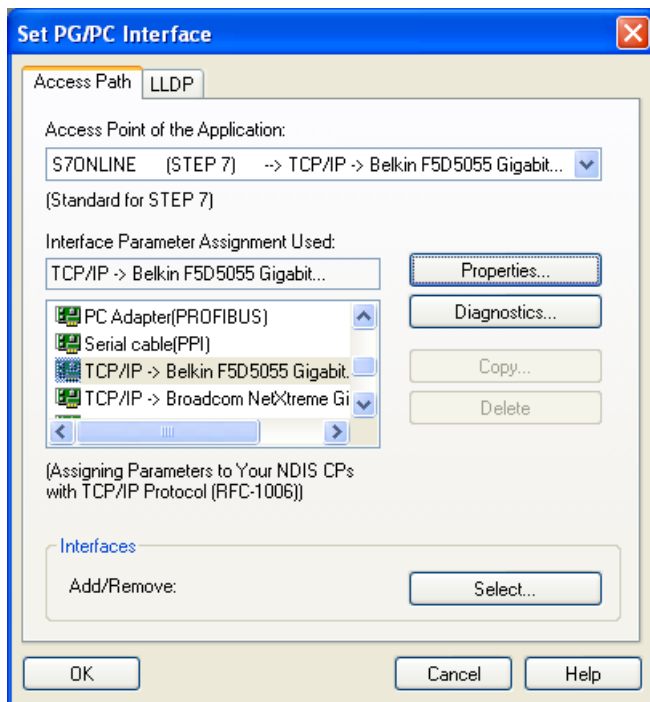 Set PG/PC Interface
Access Path LLDP
Access Point of the Application:
S7ONLINE (STEP 7) --> TCP/IP -> Belkin F5D5055 Gigabit...
(Standard for STEP 7)
Interface Parameter Assignment Used:
TCP/IP -> Belkin F5D5055 Gigabit...
Properties...
PC Adapter(PROFIBUS)
Diagnostics...
Serial cable(PPI)
TCP/IP -> Belkin F5D5055 Gigabit.
Copy...
TCP/IP -> Broadcom NetXtreme Gi
Delete
(Assigning Parameters to Your NDIS CPs
with TCP/IP Protocol (RFC-1006))
Interfaces
Add/Remove:
Select...
OK Cancel Help